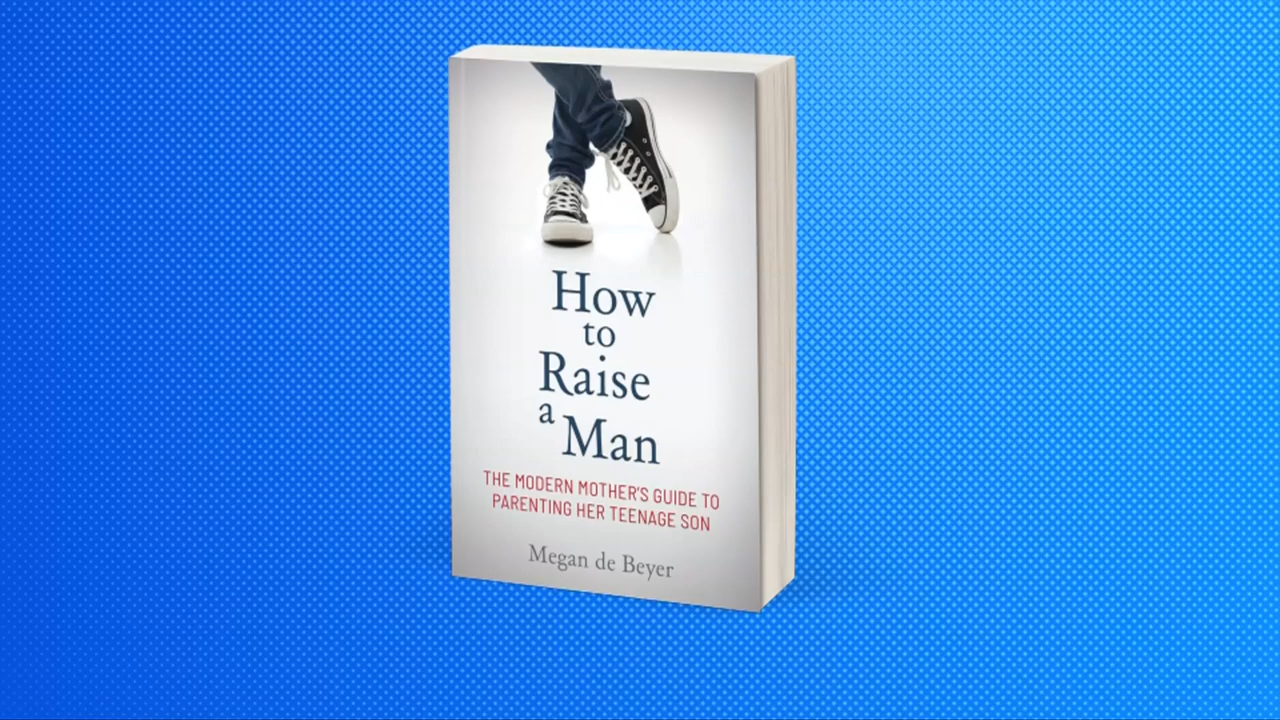 How
to
Raise
a
Man
THE MODERN MOTHER'S GUIDE TO
PARENTING HER TEENAGE SON
Megan de Beyer